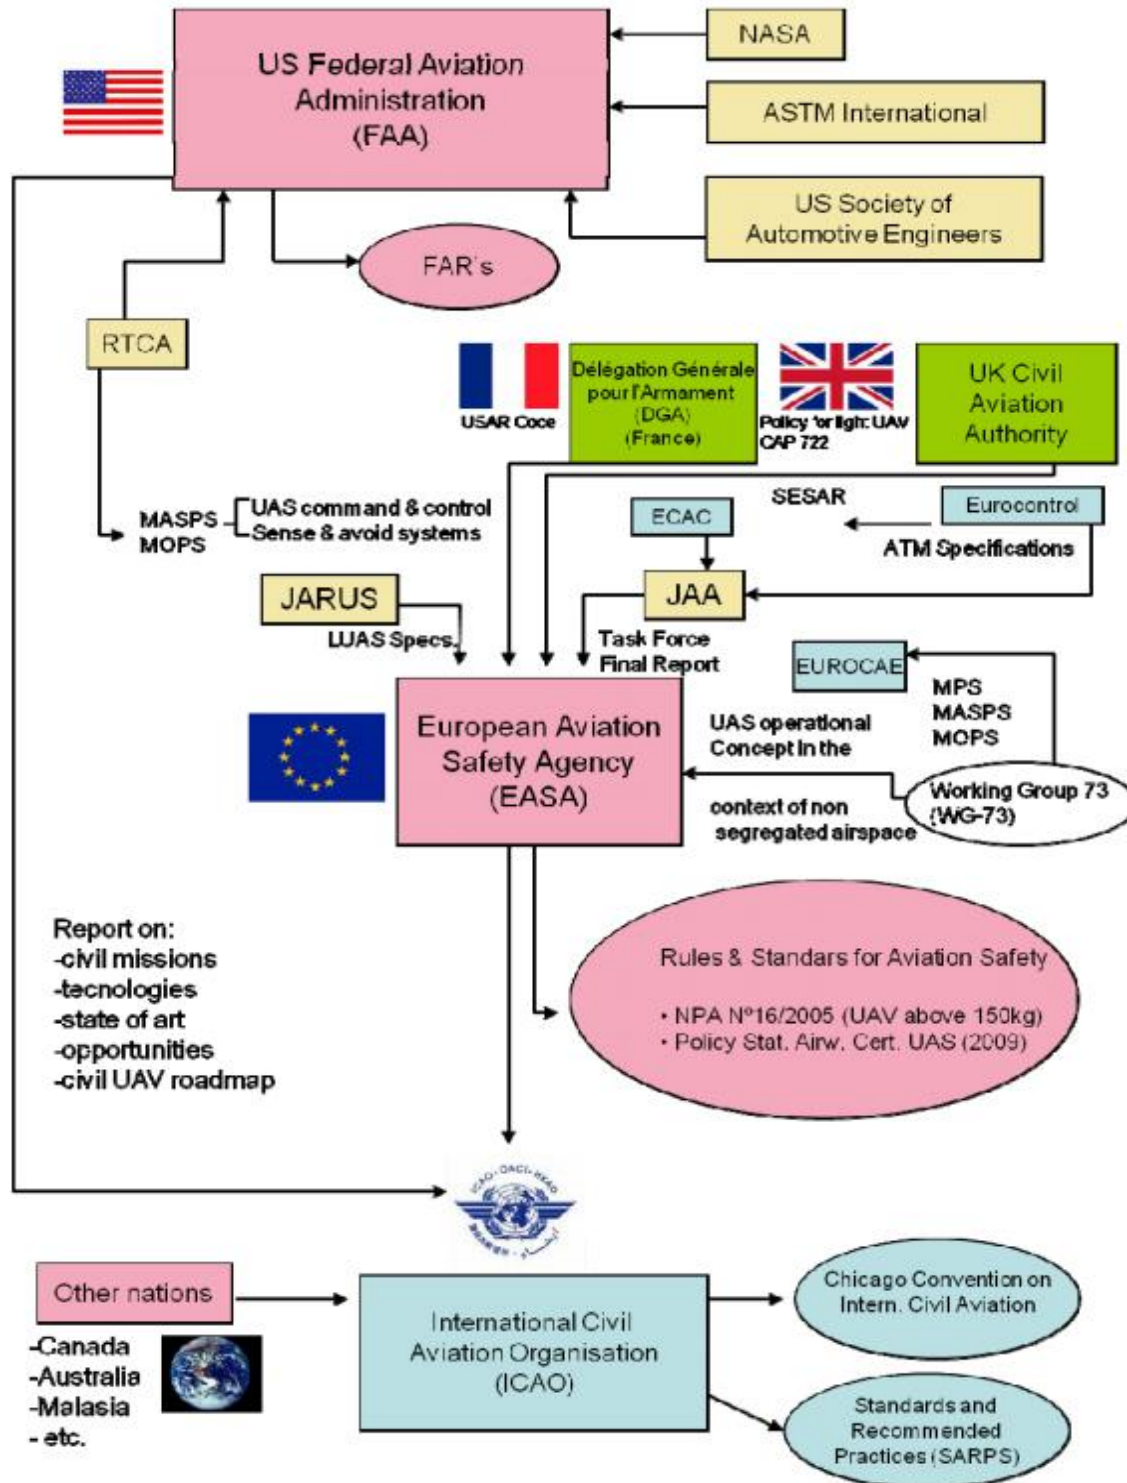 US Federal Aviation
Administration
(FAA)
NASA
ASTM International
US Society of
Automotive Engineers
FAR's
RTCA
USAR Coce
Délégation Générale
pour l'Armament
(DGA)
(France)
Policy for light UAV
CAP 722
UK Civil
Aviation
Authority
MASPS
MOPS
UAS command & control
Sense & avoid systems
ECAC
SESAR
Eurocontrol
ATM Specifications
JARUS
LUAS Specs.
JAA
Task Force
Final Report
EUROCAE
MPS
MASPS
MOPS
European Aviation
Safety Agency
(EASA)
UAS operational
Concept in the
context of non
segregated airspace
Working Group 73
(WG-73)
Report on:
-civil missions
-tecnologies
-state of art
-opportunities
-civil UAV roadmap
Rules & Standars for Aviation Safety
• NPA Nº16/2005 (UAV above 150kg)
• Policy Stat. Airw. Cert. UAS (2009)
ICAO · OACI · ИКАО
Other nations
-Canada
-Australia
-Malasia
- etc.
International Civil
Aviation Organisation
(ICAO)
Chicago Convention on
Intern. Civil Aviation
Standards and
Recommended
Practices (SARPS)